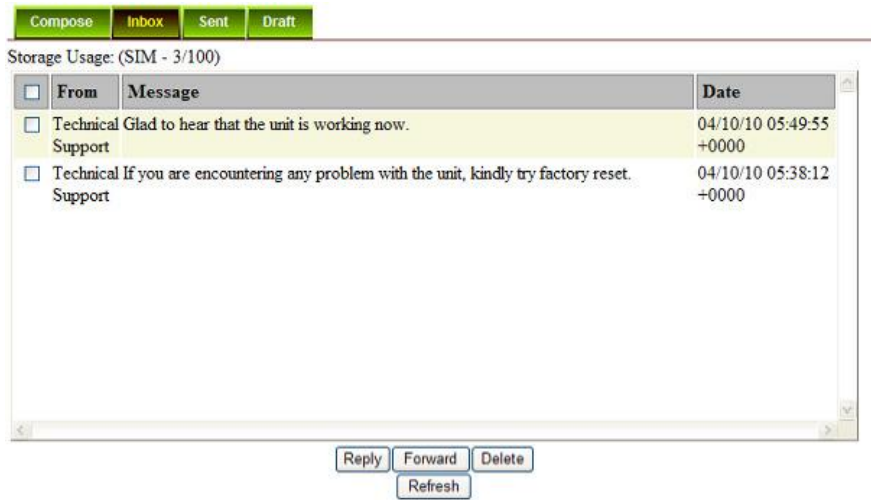 Compose Inbox Sent Draft
Storage Usage: (SIM - 3/100)
From Message Date
Technical Glad to hear that the unit is working now. 04/10/10 05:49:55
Support +0000
Technical If you are encountering any problem with the unit, kindly try factory reset. 04/10/10 05:38:12
Support +0000
Reply Forward Delete
Refresh